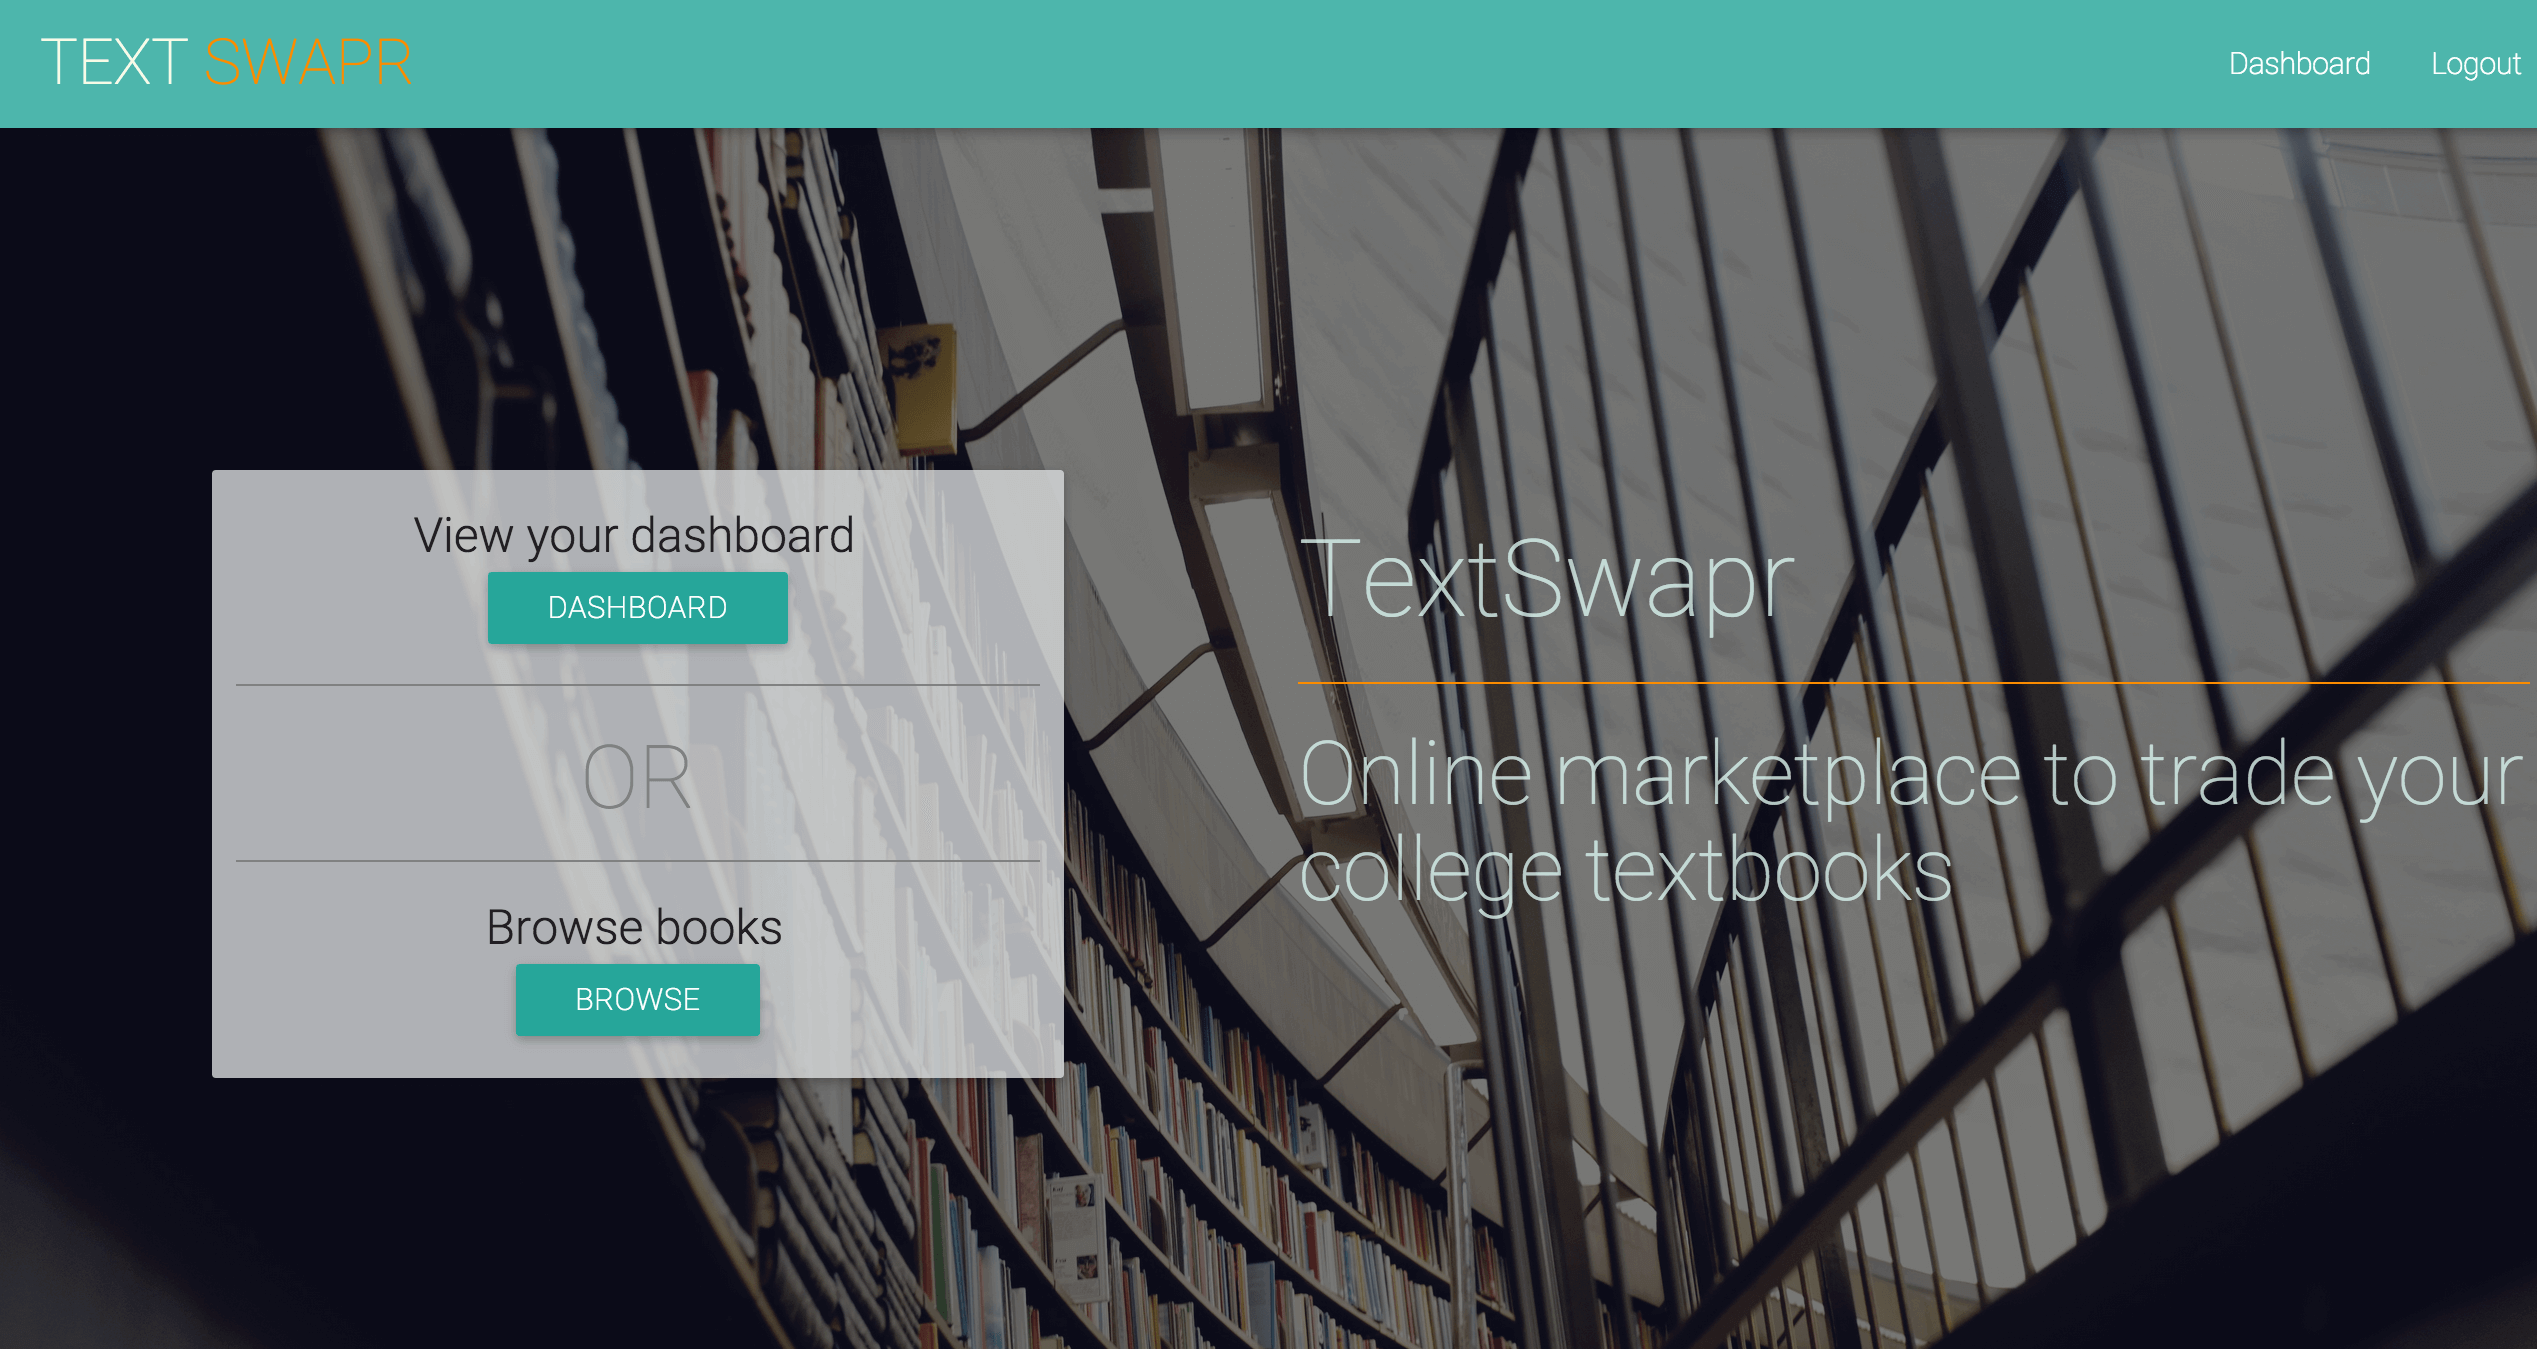 TEXT SWAPR
Dashboard
Logout
View your dashboard
DASHBOARD
OR
Browse books
BROWSE
TextSwapr
Online marketplace to trade your
college textbooks